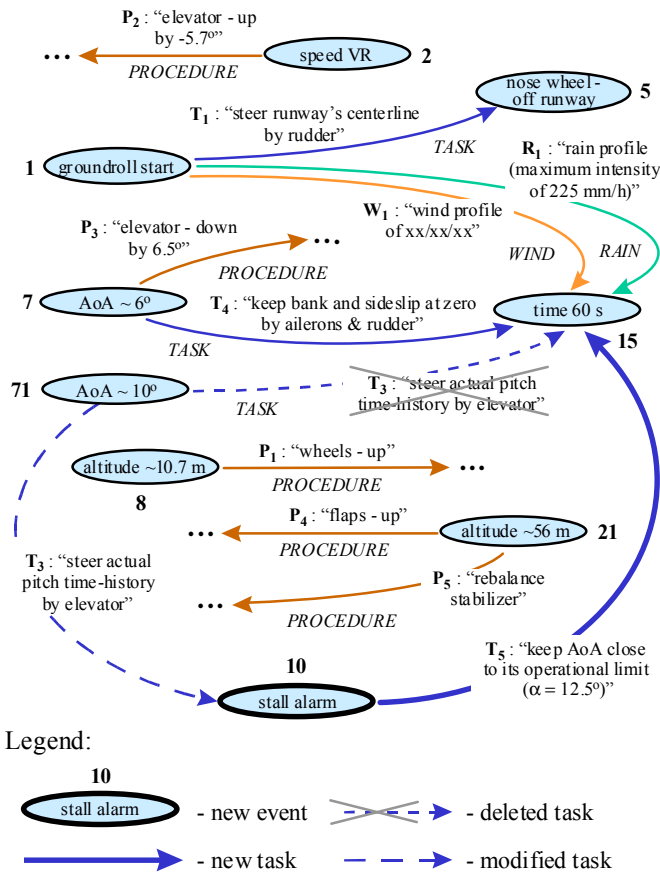 P2 : “elevator - up
by -5.7º”
...
speed VR
2
PROCEDURE
nose wheel -
off runway
5
T1 : “steer runway’s centerline
by rudder”
TASK
R1 : “rain profile
(maximum intensity
of 225 mm/h)”
1
groundroll start
W1 : “wind profile
of xx/xx/xx”
P3 : “elevator - down
by 6.5º”
...
PROCEDURE
WIND
RAIN
7
AoA ~ 6º
T4 : “keep bank and sideslip at zero
by ailerons & rudder”
time 60 s
15
TASK
71
AoA ~ 10º
TASK
T3 : “steer actual pitch
time-history by elevator”
altitude ~10.7 m
8
P1 : “wheels - up”
...
PROCEDURE
...
P4 : “flaps - up”
PROCEDURE
altitude ~56 m
21
T3 : “steer actual
pitch time-history
by elevator”
...
P5 : “rebalance
stabilizer”
PROCEDURE
10
stall alarm
T5 : “keep AoA close
to its operational limit
(α = 12.5º)”
Legend:
10
stall alarm
- new event
- deleted task
- new task
- modified task